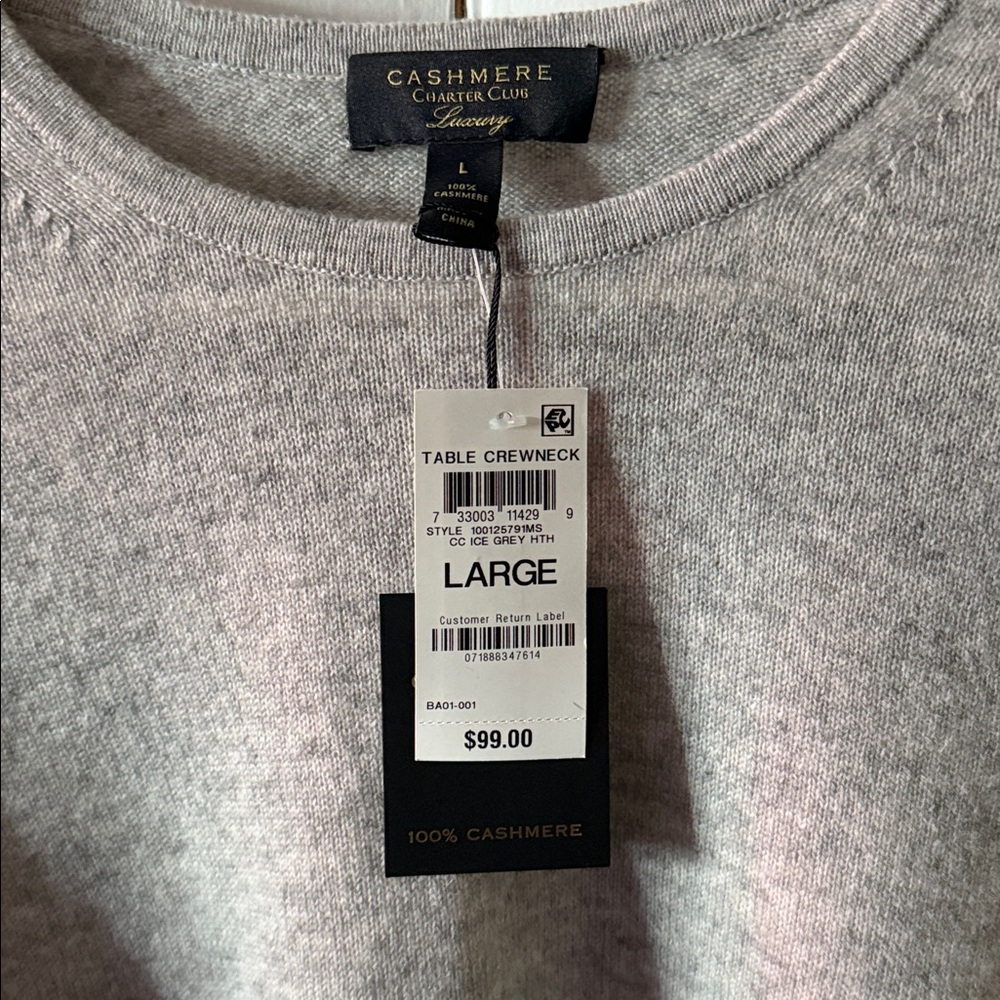 CASHMERE
CHARTER CLUB
Luxury
L
100%
CASHMERE
CHINA
TABLE CREWNECK
7 33003 11429 9
STYLE 100125791MS
CC ICE GREY HTH
LARGE
Customer Return Label
071888347614
BA01-001
$99.00
100% CASHMERE